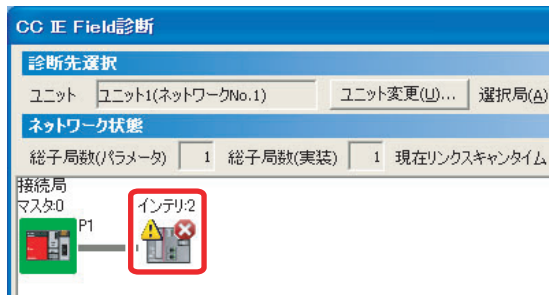 CC IE Field診断
診断先選択
ユニット ユニット1(ネットワークNo.1) ユニット変更(U)... 選択局(A)
ネットワーク状態
総子局数(パラメータ) 1 総子局数(実装) 1 現在リンクスキャンタイム
接続局
マスタ:0 インテリ:2
P1